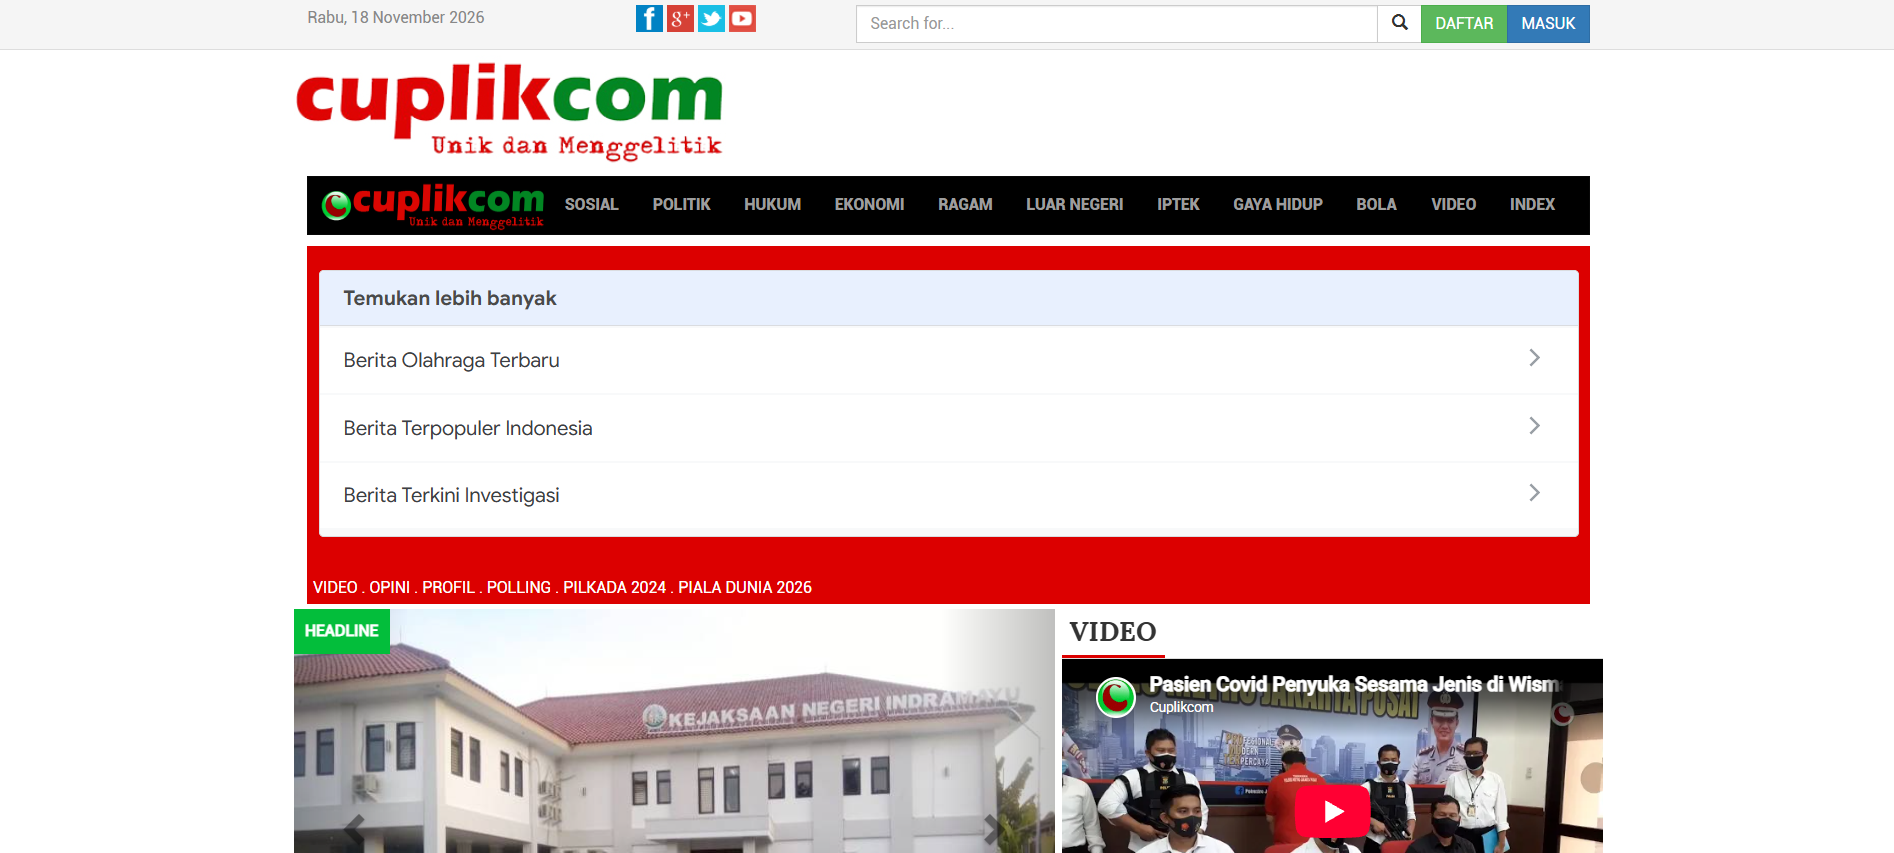 Rabu, 18 November 2026
Search for...
DAFTAR
MASUK
cuplikcom
Unik dan Menggelitik
cuplikcom
Unik dan Menggelitik
SOSIAL POLITIK HUKUM EKONOMI RAGAM LUAR NEGERI IPTEK GAYA HIDUP BOLA VIDEO INDEX
Temukan lebih banyak
Berita Olahraga Terbaru
Berita Terpopuler Indonesia
Berita Terkini Investigasi
VIDEO . OPINI . PROFIL . POLLING . PILKADA 2024 . PIALA DUNIA 2026
HEADLINE
KEJAKSAAN NEGERI INDRAMAYU
VIDEO
Pasien Covid Penyuka Sesama Jenis di Wism
Cuplikcom
JAKARTA PUSAT